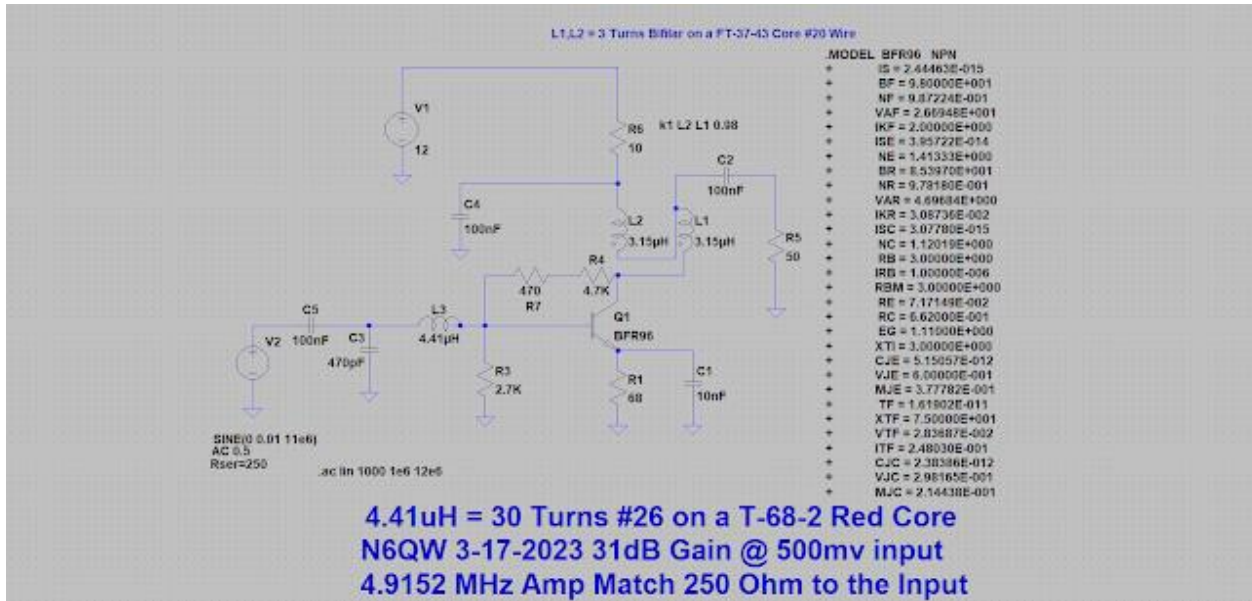 L1,L2 = 3 Turns Bifilar on a FT-37-43 Core #20 Wire
.MODEL BFR96 NPN
+ IS = 2.44463E-015
+ BF = 9.80000E+001
+ NF = 9.87224E-001
+ VAF = 2.66948E+001
+ IKF = 2.00000E+000
+ ISE = 3.95722E-014
+ NE = 1.41333E+000
+ BR = 8.53970E+001
+ NR = 9.78180E-001
+ VAR = 4.69684E+000
+ IKR = 3.08736E-002
+ ISC = 3.07780E-015
+ NC = 1.12019E+000
+ RB = 3.00000E+000
+ IRB = 1.00000E-006
+ RBM = 3.00000E+000
+ RE = 7.17149E-002
+ RC = 6.62000E-001
+ EG = 1.11000E+000
+ XTI = 3.00000E+000
+ CJE = 5.15057E-012
+ VJE = 6.00000E-001
+ MJE = 3.77782E-001
+ TF = 1.61902E-011
+ XTF = 7.50000E+001
+ VTF = 2.83687E-002
+ ITF = 2.48030E-001
+ CJC = 2.38386E-012
+ VJC = 2.98165E-001
+ MJC = 2.14438E-001
V1
12
R6
10
k1 L2 L1 0.98
C2
100nF
C4
100nF
L2
3.15µH
L1
3.15µH
R5
50
R4
4.7K
470
R7
Q1
BFR96
C5
100nF
L3
4.41µH
V2
C3
470pF
R3
2.7K
R1
68
C1
10nF
SINE(0 0.01 11e6)
AC 0.5
Rser=250
.ac lin 1000 1e6 12e6
4.41uH = 30 Turns #26 on a T-68-2 Red Core
N6QW 3-17-2023 31dB Gain @ 500mv input
4.9152 MHz Amp Match 250 Ohm to the Input